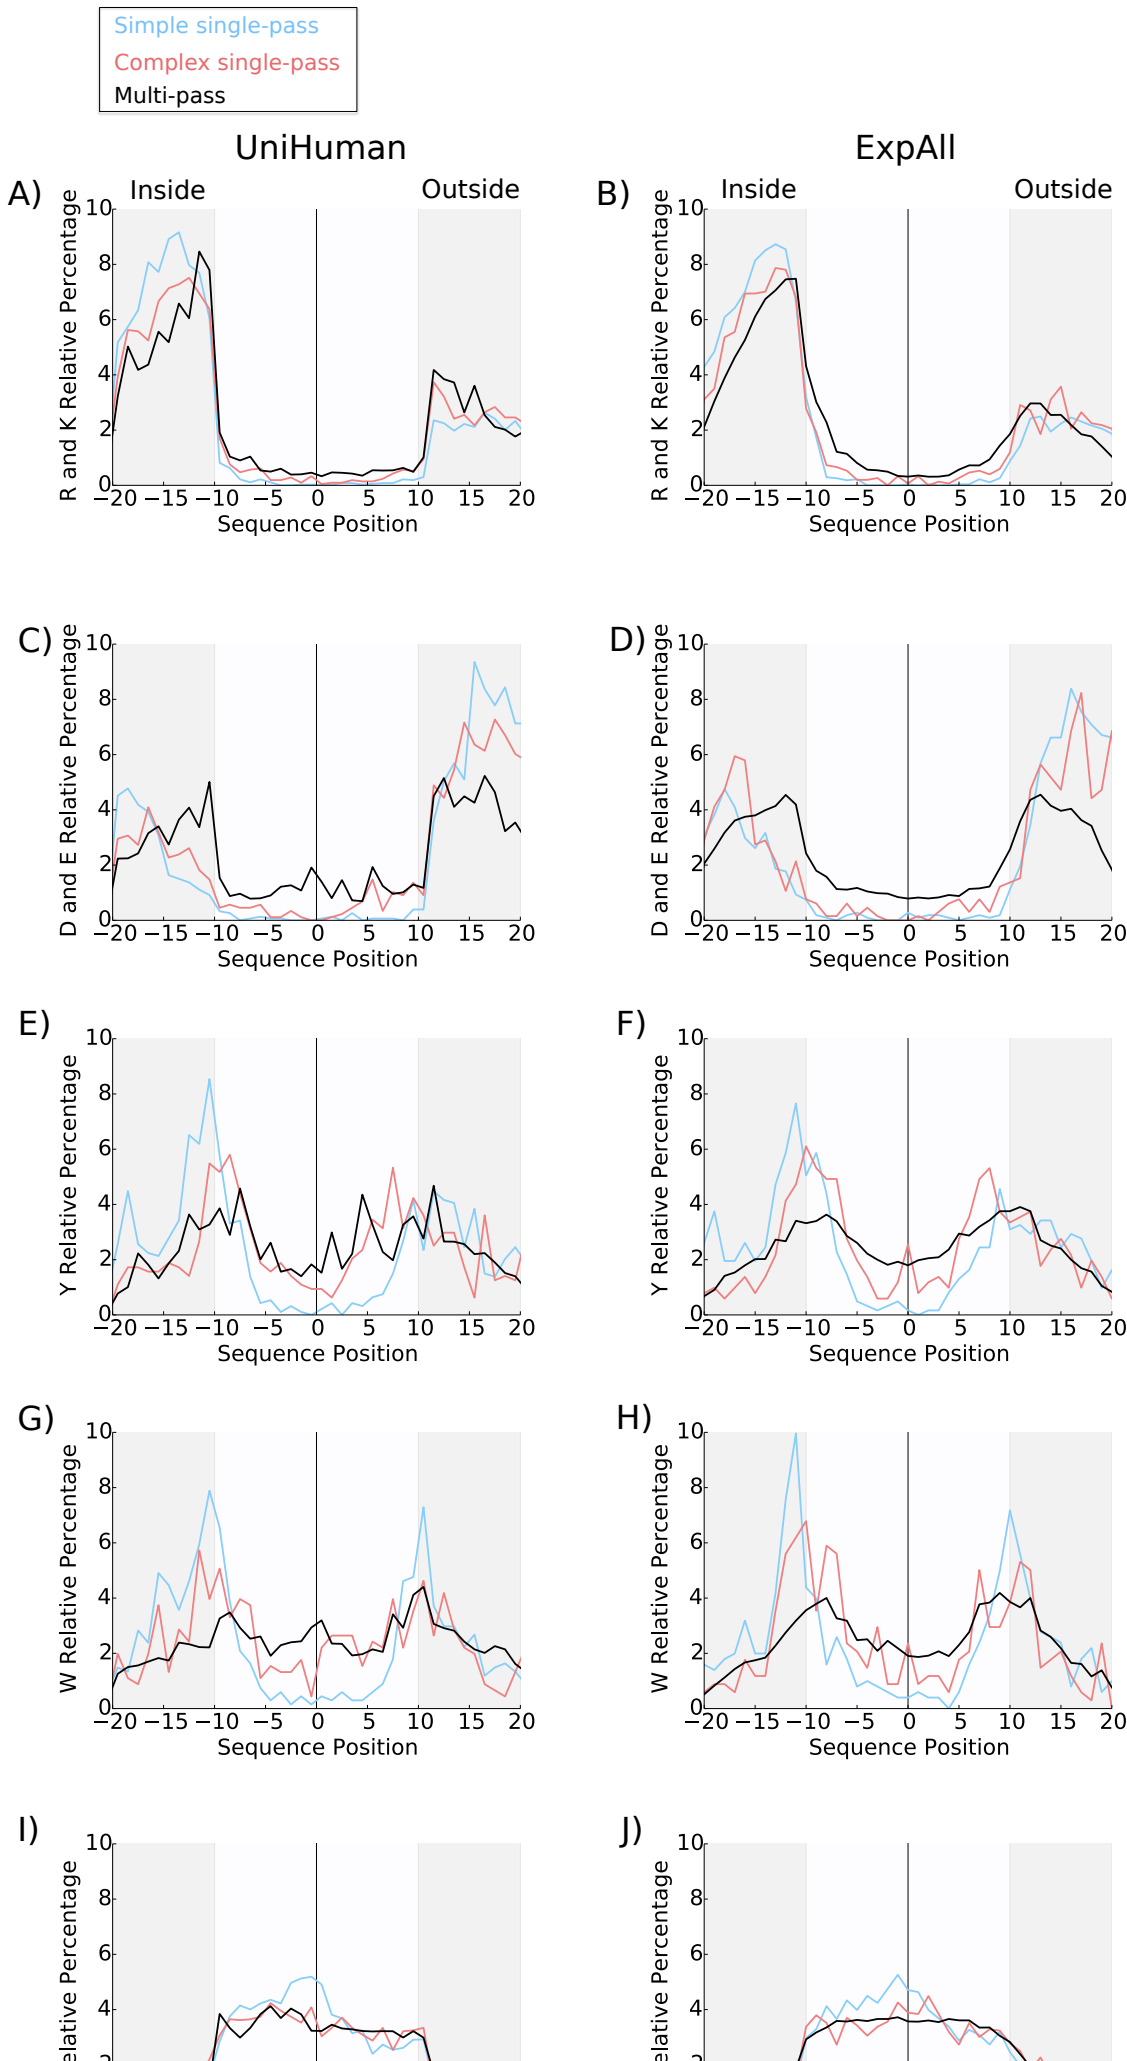 Simple single-pass
Complex single-pass
Multi-pass
UniHuman
ExpAll
A)
Inside
Outside
R and K Relative Percentage
10
8
6
4
2
0
−20 −15 −10 −5 0 5 10 15 20
Sequence Position
B)
Inside
Outside
R and K Relative Percentage
10
8
6
4
2
0
−20 −15 −10 −5 0 5 10 15 20
Sequence Position
C)
D and E Relative Percentage
10
8
6
4
2
0
−20 −15 −10 −5 0 5 10 15 20
Sequence Position
D)
D and E Relative Percentage
10
8
6
4
2
0
−20 −15 −10 −5 0 5 10 15 20
Sequence Position
E)
Y Relative Percentage
10
8
6
4
2
0
−20 −15 −10 −5 0 5 10 15 20
Sequence Position
F)
Y Relative Percentage
10
8
6
4
2
0
−20 −15 −10 −5 0 5 10 15 20
Sequence Position
G)
W Relative Percentage
10
8
6
4
2
0
−20 −15 −10 −5 0 5 10 15 20
Sequence Position
H)
W Relative Percentage
10
8
6
4
2
0
−20 −15 −10 −5 0 5 10 15 20
Sequence Position
I)
Percentage
10
8
6
4
J)
Percentage
10
8
6
4